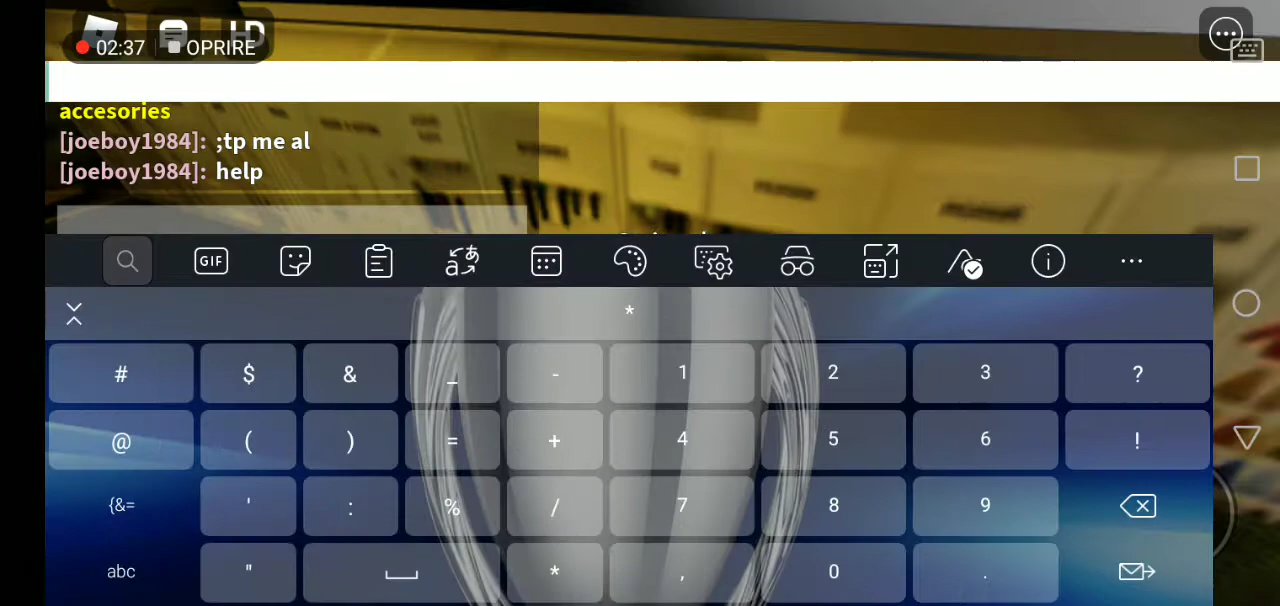 HD
02:37 OPRIRE
accesories
[joeboy1984]: ;tp me al
[joeboy1984]: help
GIF
*
# $ & _ - 1 2 3 ?
@ ( ) = + 4 5 6 !
{&= ' : % / 7 8 9
abc " * , 0 .